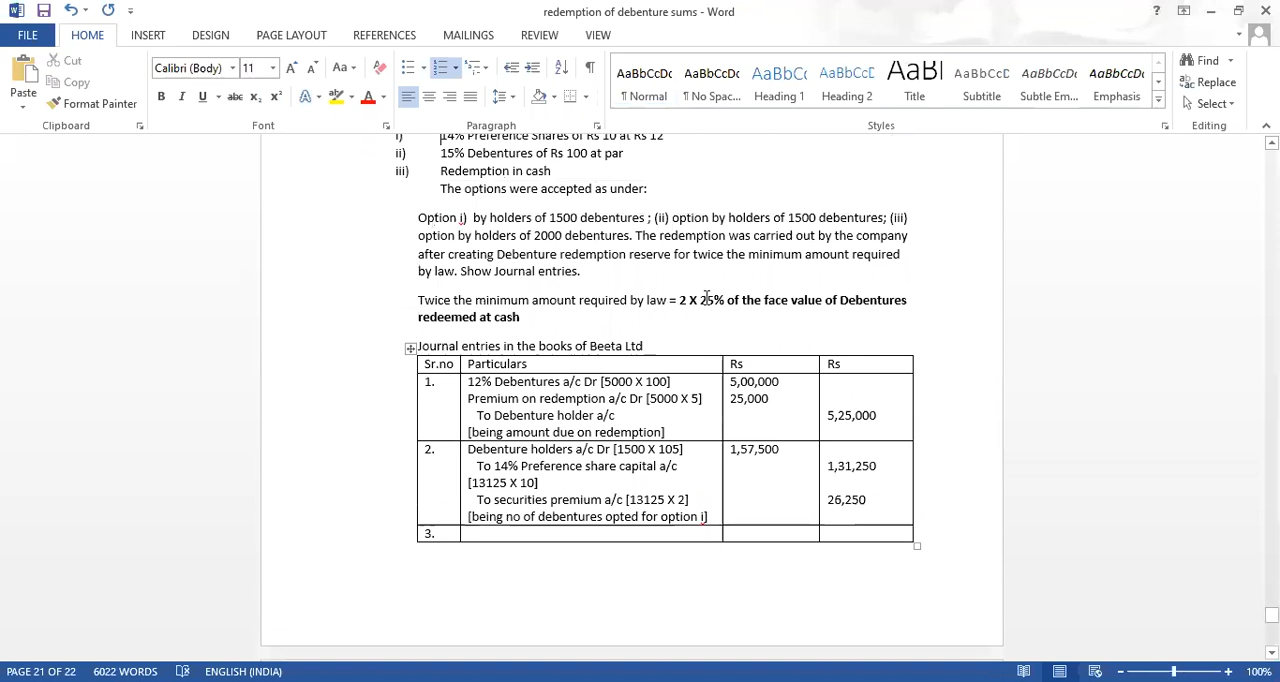 redemption of debenture sums - Word
FILE HOME INSERT DESIGN PAGE LAYOUT REFERENCES MAILINGS REVIEW VIEW
Paste
Cut
Copy
Format Painter
Clipboard
Calibri (Body) 11
Font
Paragraph
AaBbCcDc AaBbCcDc AaBbCc AaBbCcC AaBl AaBbCcC AaBbCcDc AaBbCcDc
¶ Normal ¶ No Spac... Heading 1 Heading 2 Title Subtitle Subtle Em... Emphasis
Styles
Find
Replace
Select
Editing
i) 14% Preference Shares of Rs 10 at Rs 12
ii) 15% Debentures of Rs 100 at par
iii) Redemption in cash
The options were accepted as under:
Option i) by holders of 1500 debentures ; (ii) option by holders of 1500 debentures; (iii)
option by holders of 2000 debentures. The redemption was carried out by the company
after creating Debenture redemption reserve for twice the minimum amount required
by law. Show Journal entries.
Twice the minimum amount required by law = 2 X 25% of the face value of Debentures
redeemed at cash
Journal entries in the books of Beeta Ltd
Sr.no Particulars Rs Rs
1. 12% Debentures a/c Dr [5000 X 100] 5,00,000
Premium on redemption a/c Dr [5000 X 5] 25,000
To Debenture holder a/c 5,25,000
[being amount due on redemption]
2. Debenture holders a/c Dr [1500 X 105] 1,57,500
To 14% Preference share capital a/c 1,31,250
[13125 X 10]
To securities premium a/c [13125 X 2] 26,250
[being no of debentures opted for option i]
3.
PAGE 21 OF 22 6022 WORDS ENGLISH (INDIA) 100%